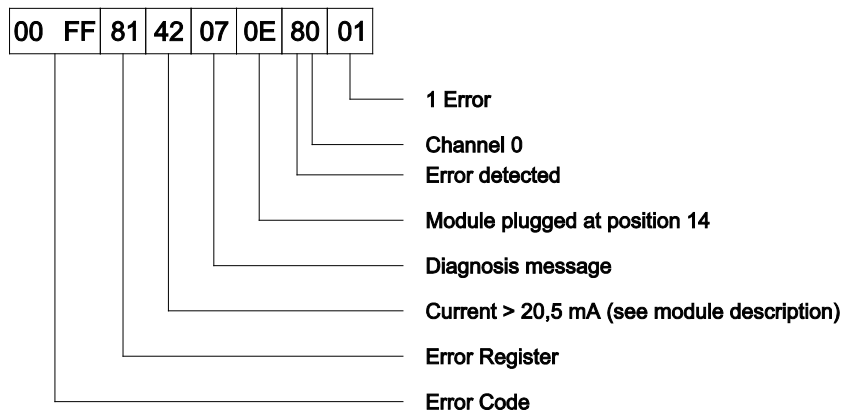 00 FF 81 42 07 0E 80 01
1 Error
Channel 0
Error detected
Module plugged at position 14
Diagnosis message
Current > 20,5 mA (see module description)
Error Register
Error Code